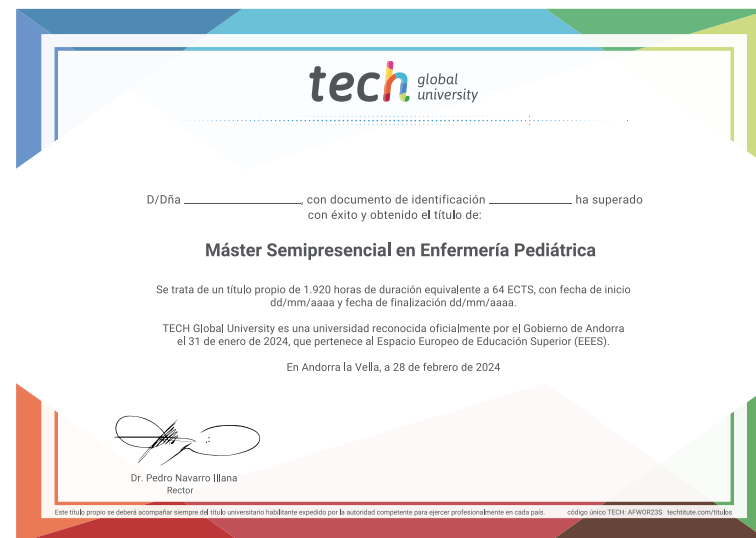 tech global university
D/Dña ____________, con documento de identificación ____________ ha superado
con éxito y obtenido el título de:
Máster Semipresencial en Enfermería Pediátrica
Se trata de un título propio de 1.920 horas de duración equivalente a 64 ECTS, con fecha de inicio
dd/mm/aaaa y fecha de finalización dd/mm/aaaa.
TECH Global University es una universidad reconocida oficialmente por el Gobierno de Andorra
el 31 de enero de 2024, que pertenece al Espacio Europeo de Educación Superior (EEES).
En Andorra la Vella, a 28 de febrero de 2024
Dr. Pedro Navarro Illana
Rector
Este título propio se deberá acompañar siempre del título universitario habilitante expedido por la autoridad competente para ejercer profesionalmente en cada país. código único TECH: AFWOR23S techtitute.com/titulos